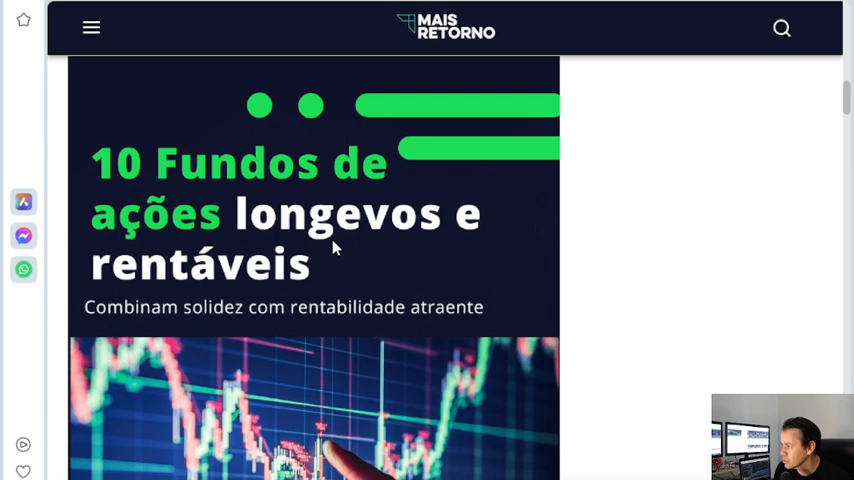 MAIS
RETORNO
10 Fundos de
ações longevos e
rentáveis
Combinam solidez com rentabilidade atraente